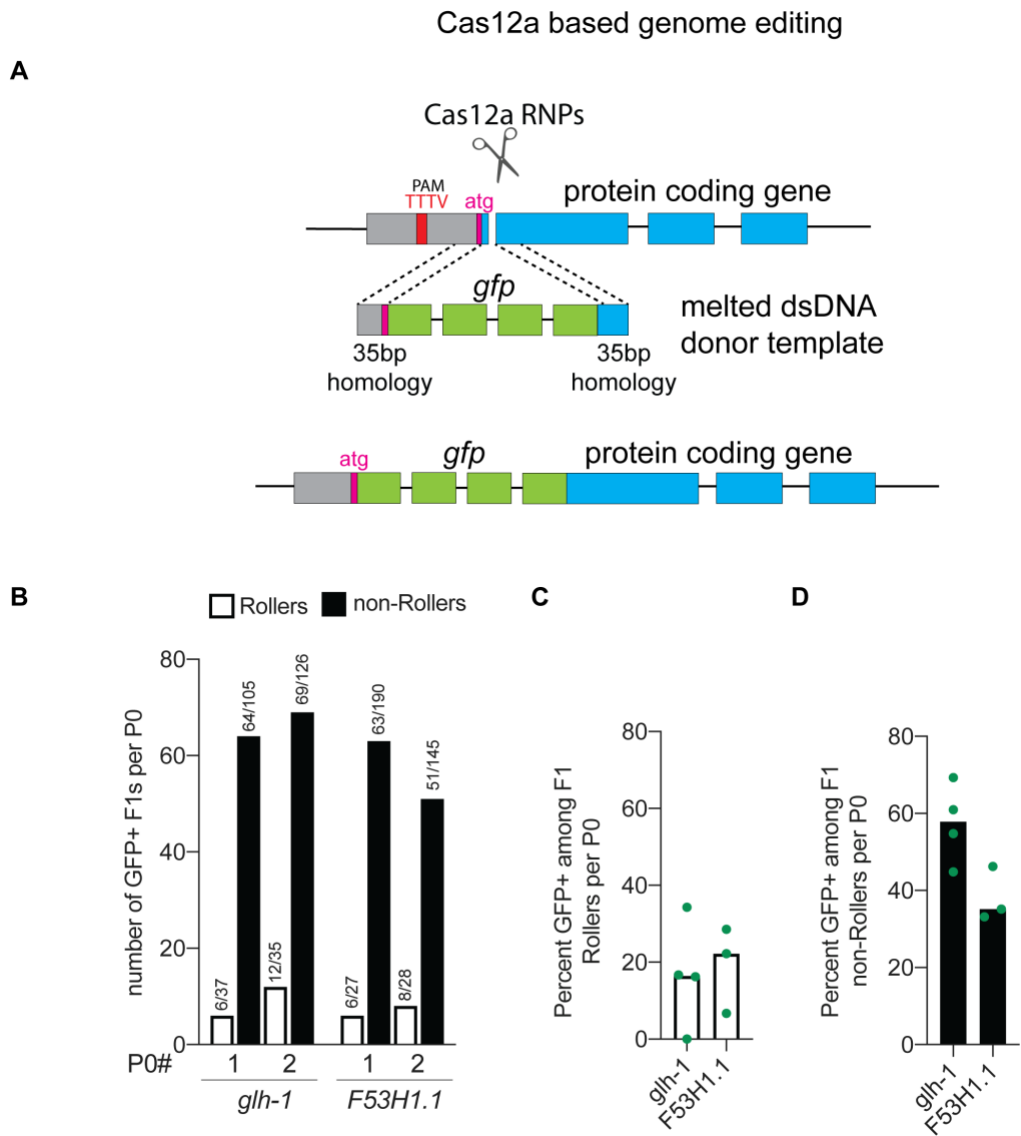 Cas12a based genome editing
A
Cas12a RNPs
PAM
TTTV
atg
protein coding gene
gfp
melted dsDNA
donor template
35bp
homology
35bp
homology
atg
gfp
protein coding gene
B
Rollers
non-Rollers
number of GFP+ F1s per P0
80
60
40
20
0
6/37
64/105
12/35
69/126
6/27
63/190
8/28
51/145
P0#
1
2
1
2
glh-1
F53H1.1
C
Percent GFP+ among F1
Rollers per P0
80
60
40
20
0
glh-1
F53H1.1
D
Percent GFP+ among F1
non-Rollers per P0
80
60
40
20
0
glh-1
F53H1.1